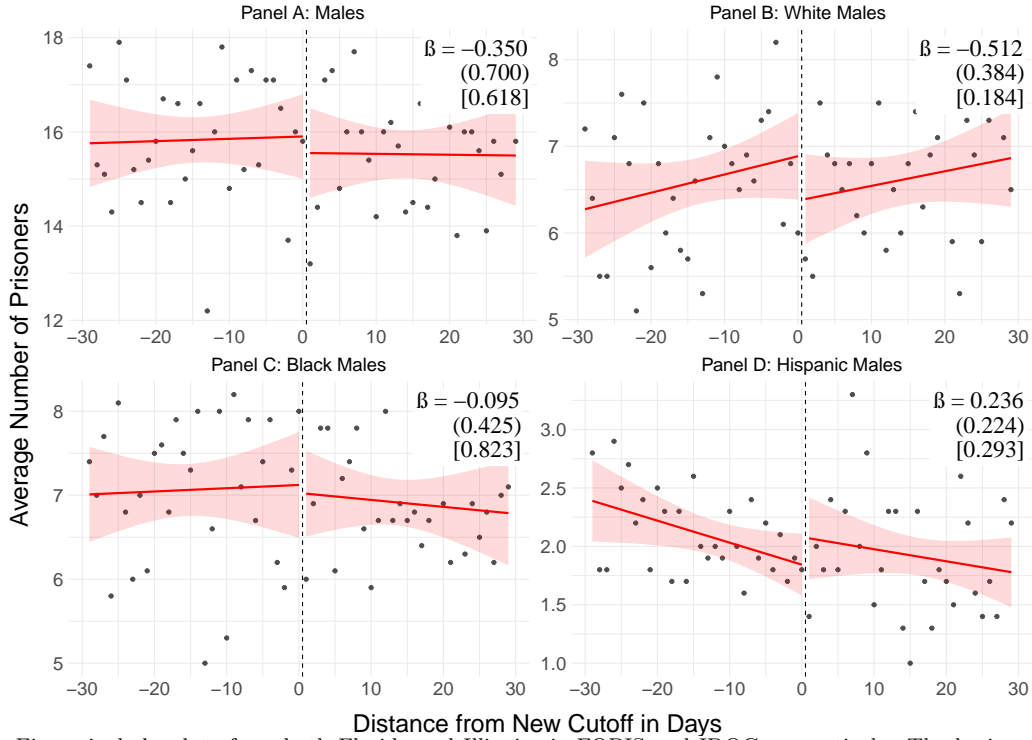 Panel A: Males
ß = −0.350
(0.700)
[0.618]
18
16
14
12
−30 −20 −10 0 10 20 30
Panel B: White Males
ß = −0.512
(0.384)
[0.184]
8
7
6
5
−30 −20 −10 0 10 20 30
Average Number of Prisoners
Panel C: Black Males
ß = −0.095
(0.425)
[0.823]
8
7
6
5
−30 −20 −10 0 10 20 30
Panel D: Hispanic Males
ß = 0.236
(0.224)
[0.293]
3.0
2.5
2.0
1.5
1.0
−30 −20 −10 0 10 20 30
Distance from New Cutoff in Days